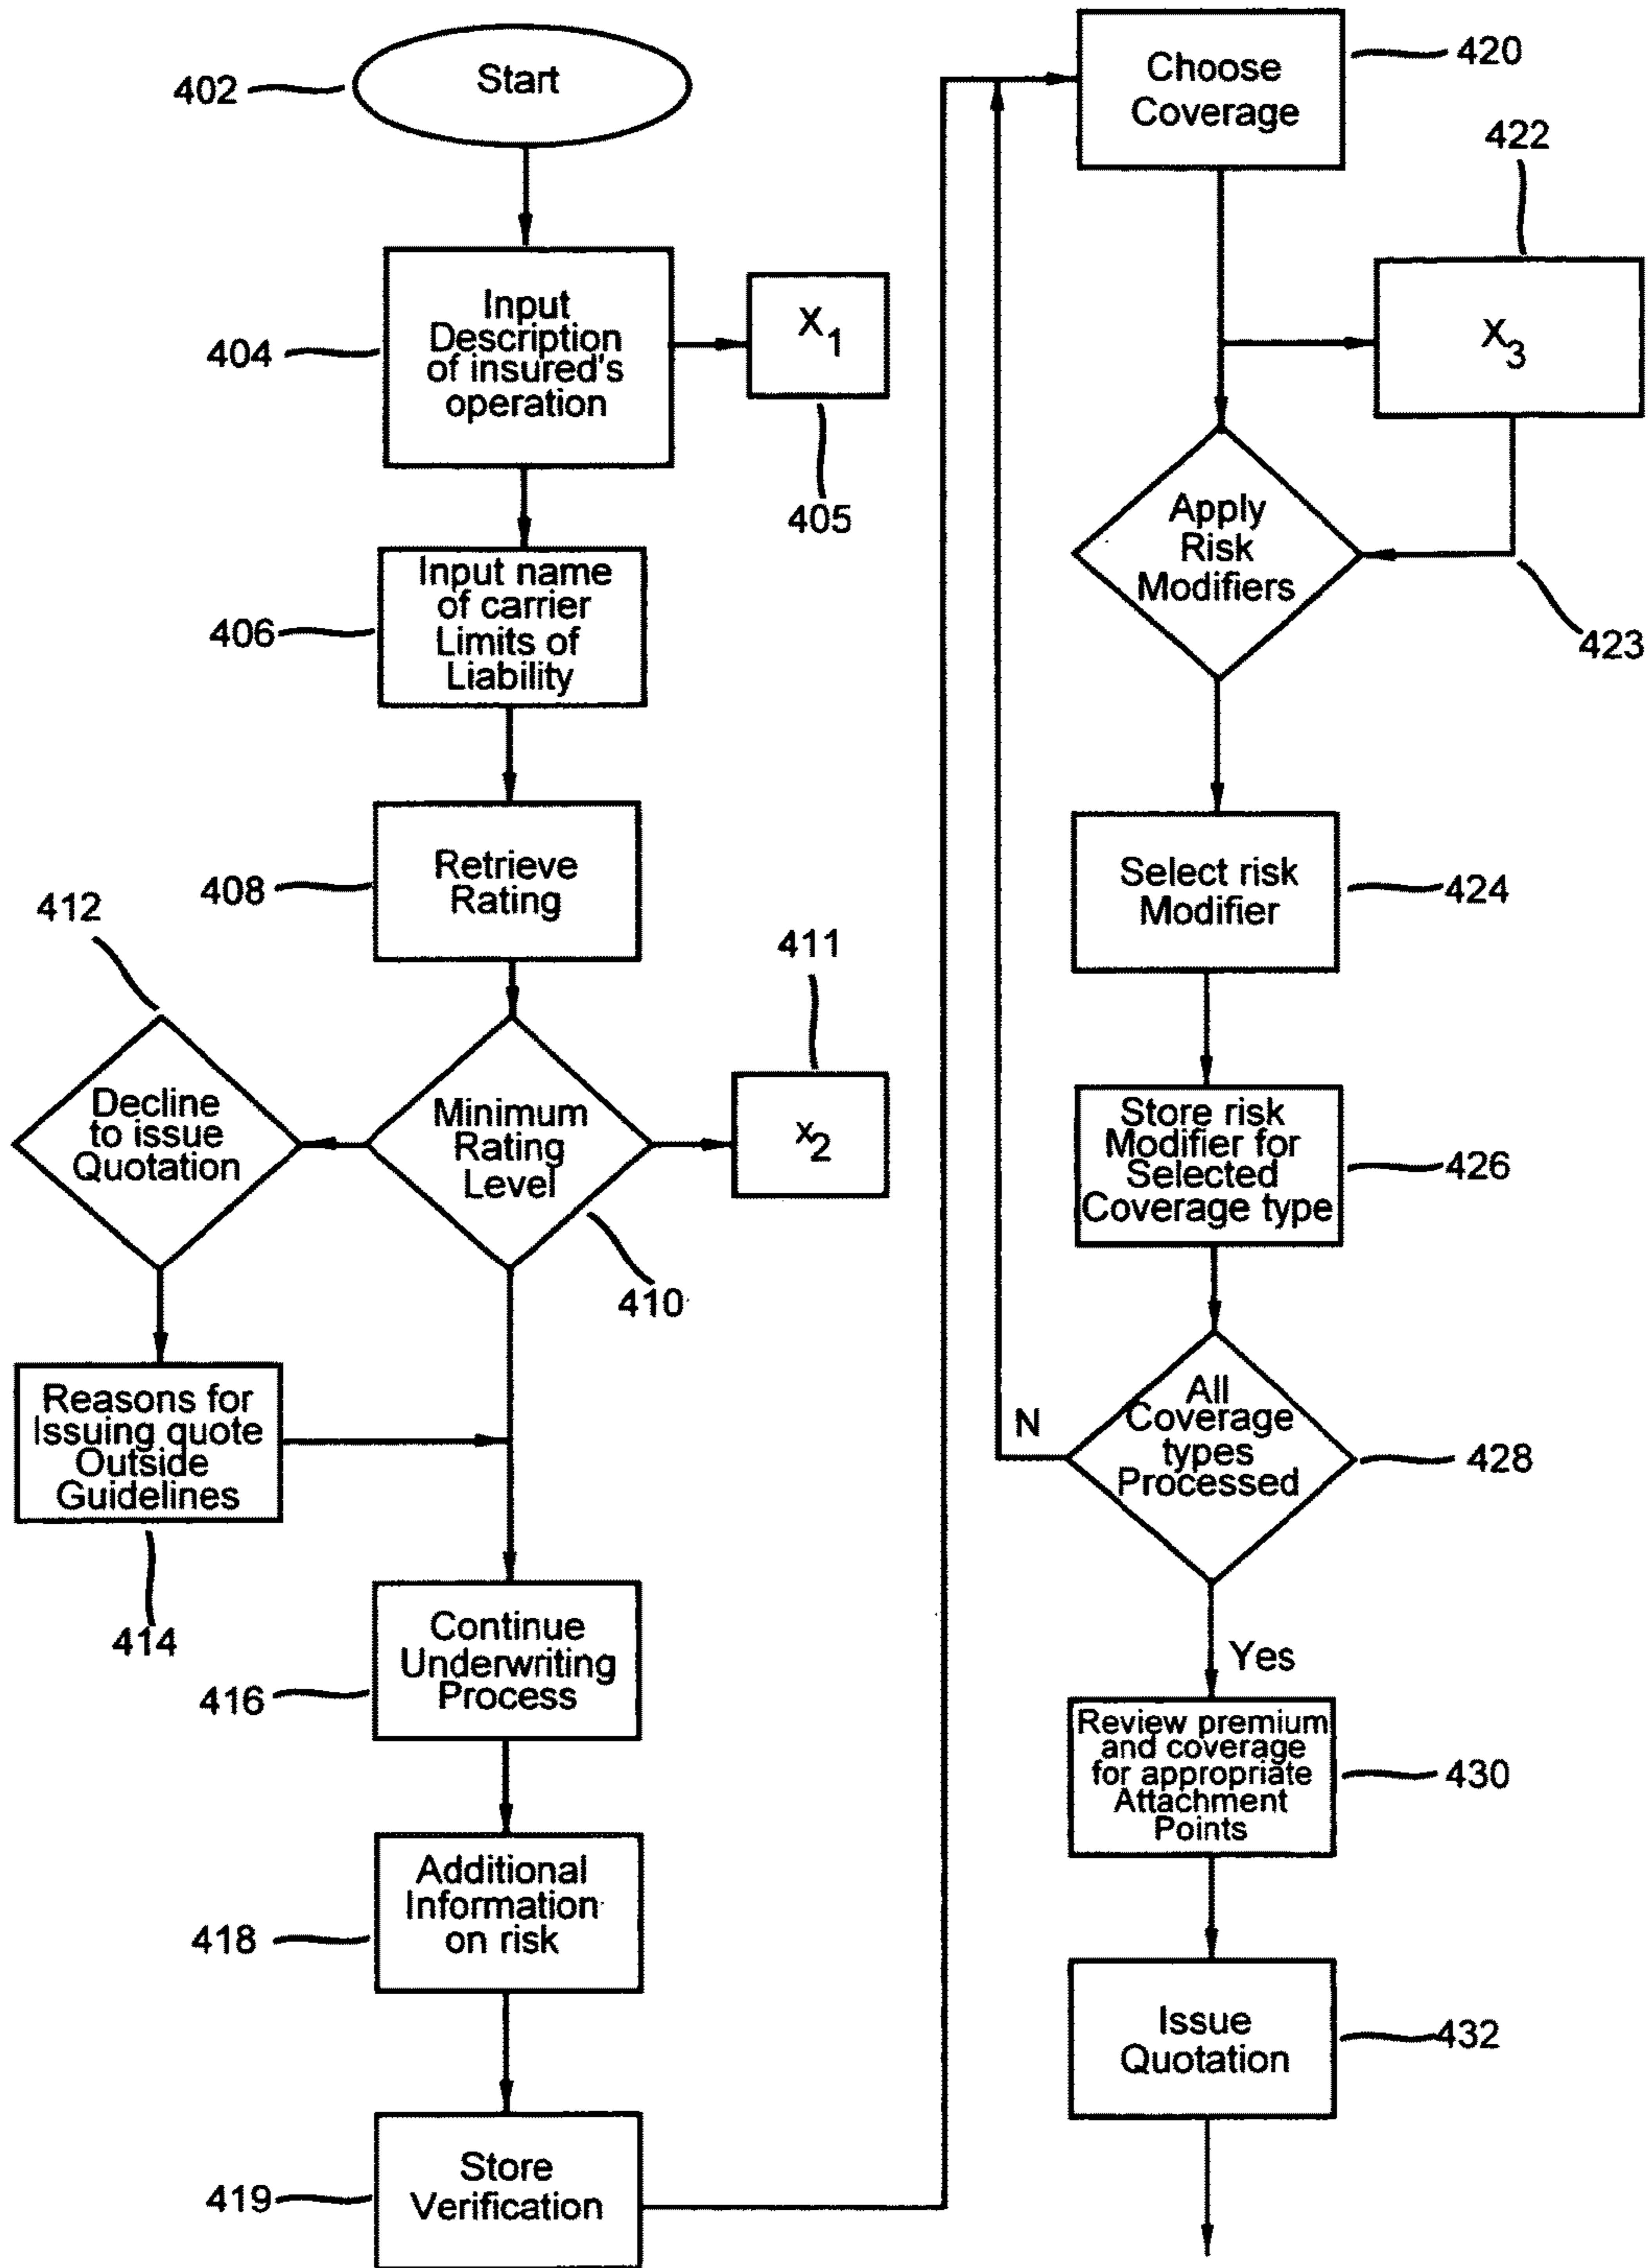 402
Start
404
Input
Description
of insured's
operation
X1
405
406
Input name
of carrier
Limits of
Liability
408
Retrieve
Rating
412
411
Decline
to issue
Quotation
Minimum
Rating
Level
x2
410
Reasons for
Issuing quote
Outside
Guidelines
414
416
Continue
Underwriting
Process
418
Additional
Information
on risk
419
Store
Verification
Choose
Coverage
420
422
X3
Apply
Risk
Modifiers
423
Select risk
Modifier
424
Store risk
Modifier for
Selected
Coverage type
426
N
All
Coverage
types
Processed
428
Yes
Review premium
and coverage
for appropriate
Attachment
Points
430
Issue
Quotation
432